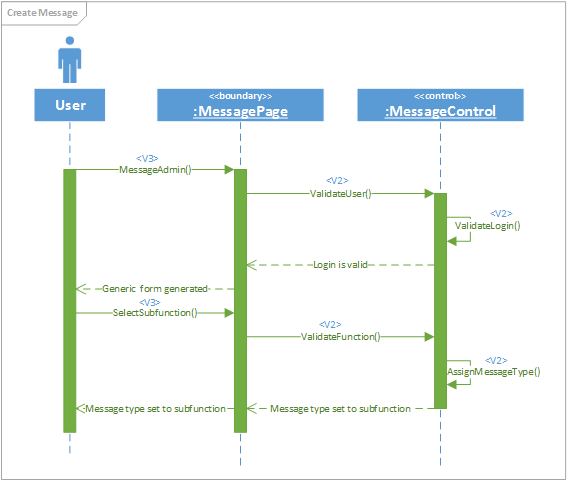 Create Message
User
<<boundary>>
:MessagePage
<<control>>
:MessageControl
<V3>
MessageAdmin()
<V2>
ValidateUser()
<V2>
ValidateLogin()
Login is valid
Generic form generated
<V3>
SelectSubfunction()
<V2>
ValidateFunction()
<V2>
AssignMessageType()
Message type set to subfunction
Message type set to subfunction